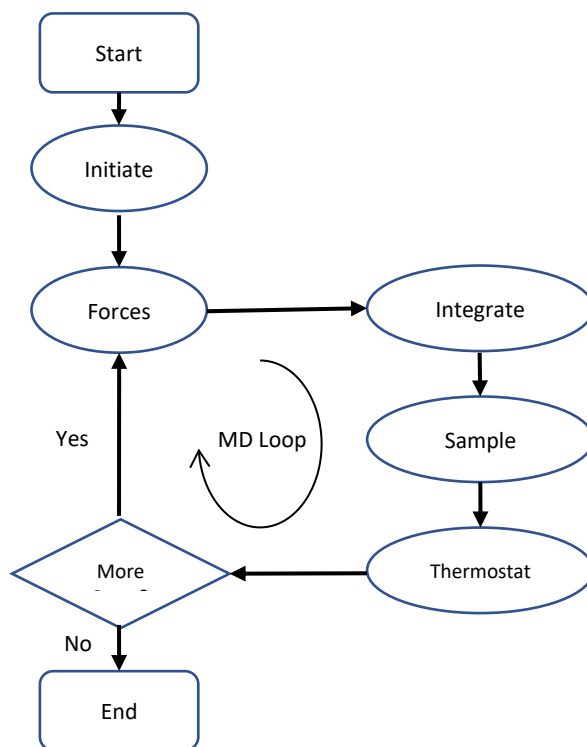 Start
Initiate
Forces
Integrate
Yes
MD Loop
Sample
More
Thermostat
No
End